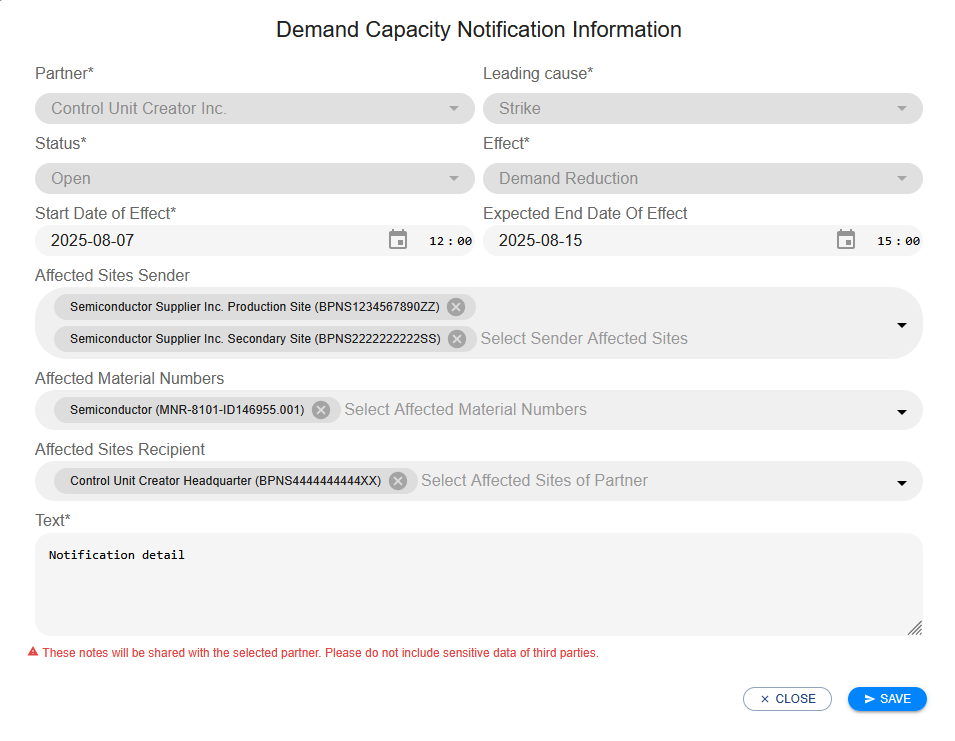 Demand Capacity Notification Information
Partner* Leading cause*
Control Unit Creator Inc. Strike
Status* Effect*
Open Demand Reduction
Start Date of Effect* Expected End Date Of Effect
2025-08-07 12:00 2025-08-15 15:00
Affected Sites Sender
Semiconductor Supplier Inc. Production Site (BPNS1234567890ZZ)
Semiconductor Supplier Inc. Secondary Site (BPNS2222222222SS) Select Sender Affected Sites
Affected Material Numbers
Semiconductor (MNR-8101-ID146955.001) Select Affected Material Numbers
Affected Sites Recipient
Control Unit Creator Headquarter (BPNS4444444444XX) Select Affected Sites of Partner
Text*
Notification detail
These notes will be shared with the selected partner. Please do not include sensitive data of third parties.
CLOSE SAVE